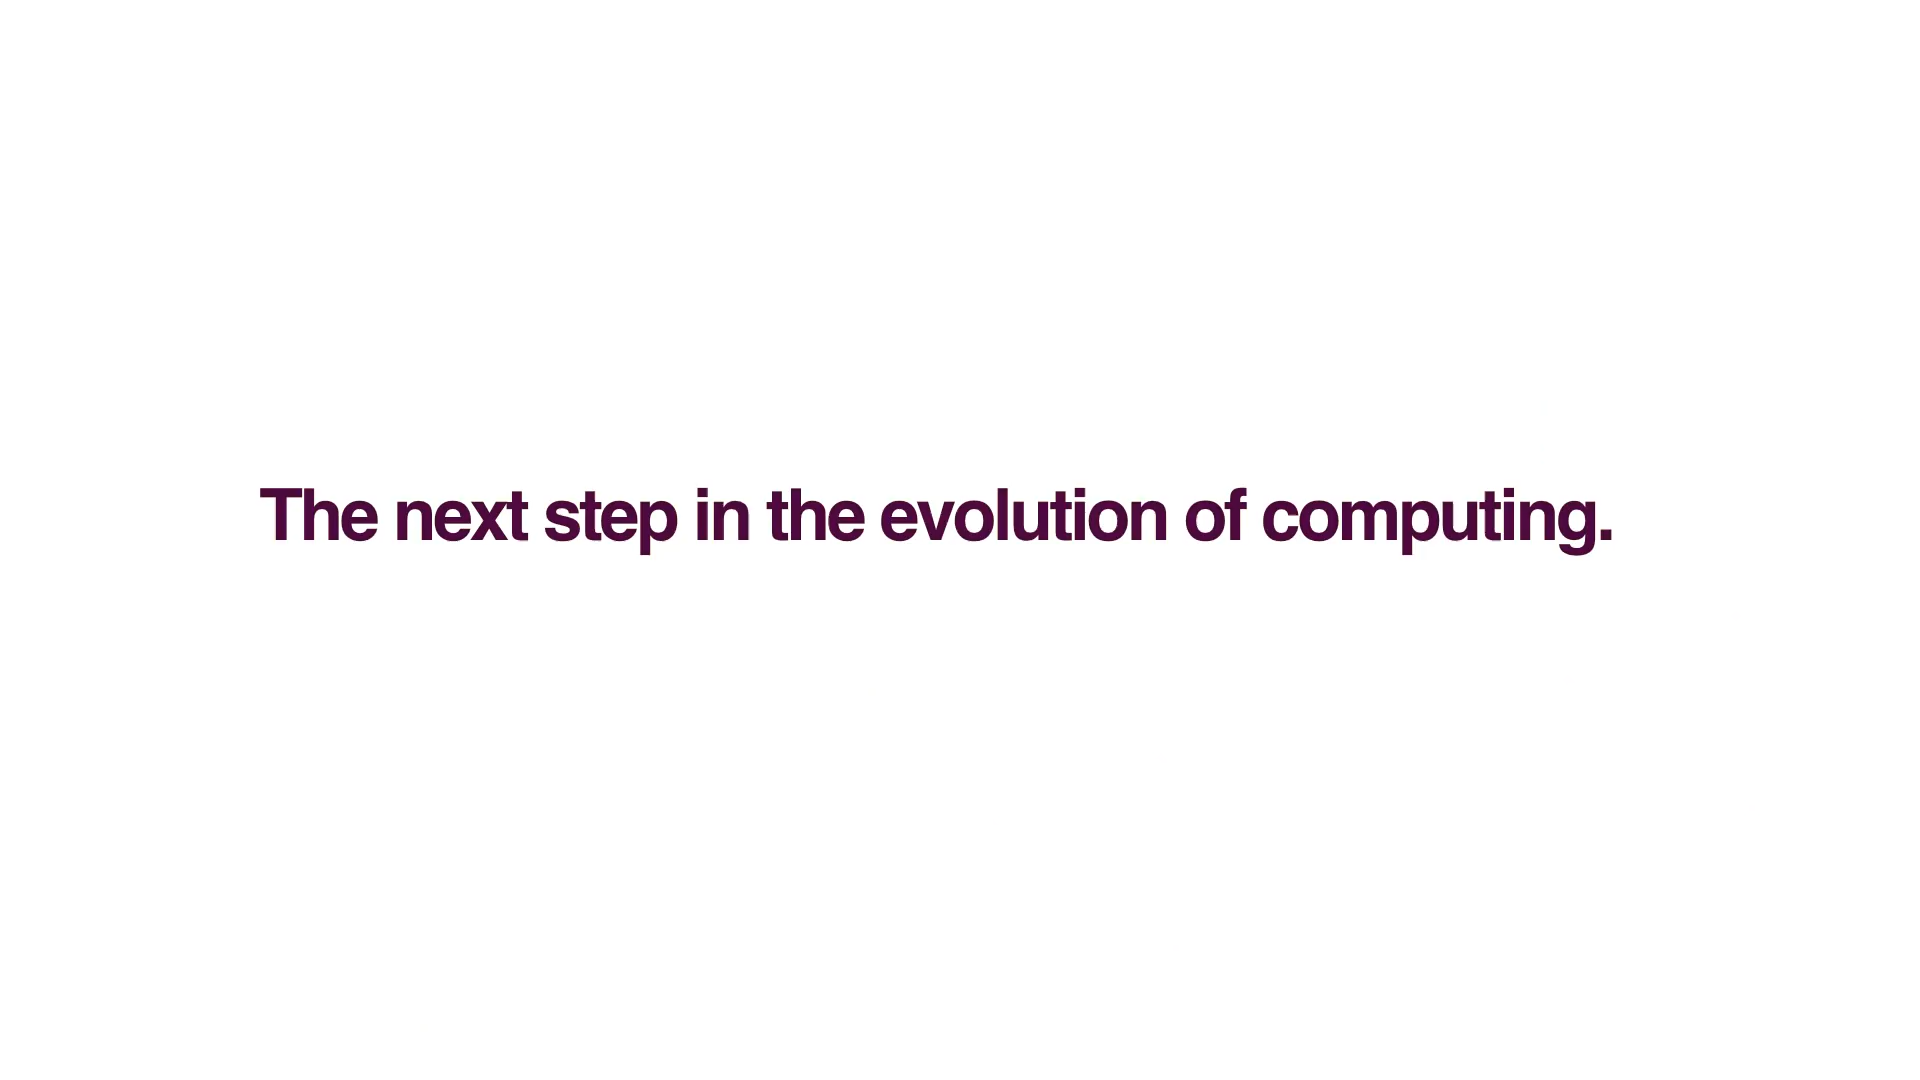 The next step in the evolution of computing.